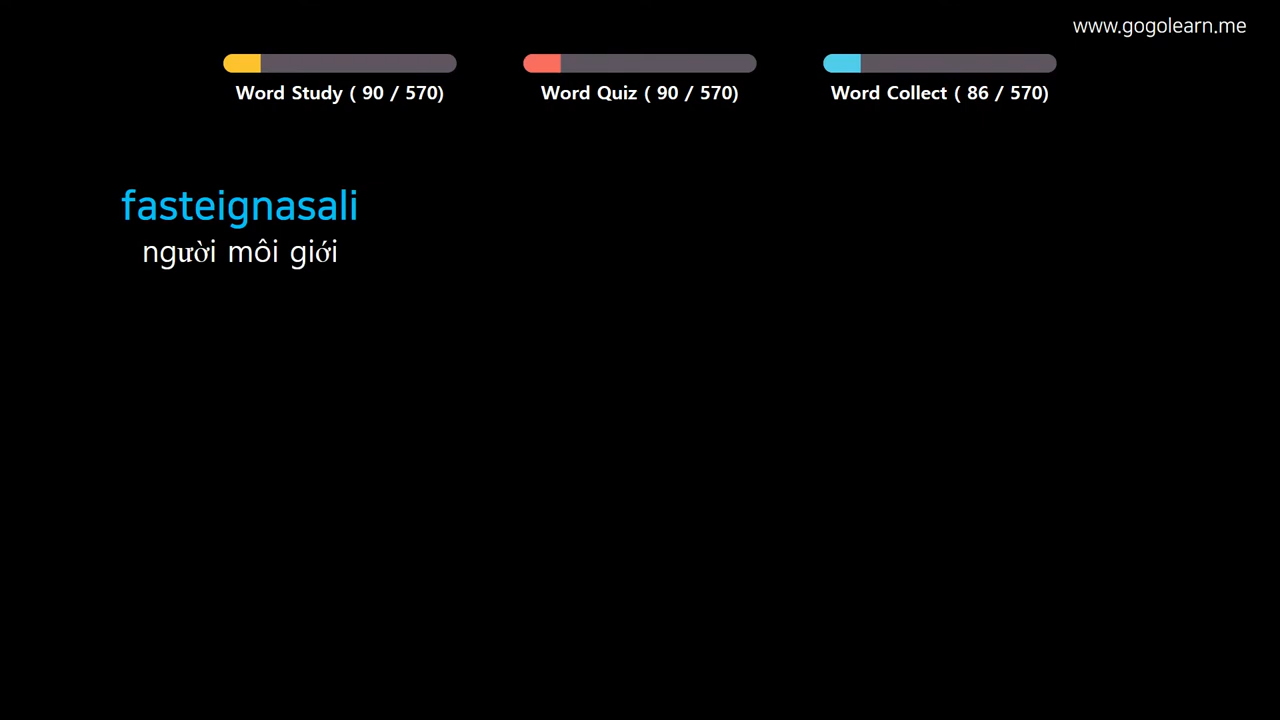 www.gogolearn.me
Word Study ( 90 / 570)
Word Quiz ( 90 / 570)
Word Collect ( 86 / 570)
fasteignasali
người môi giới